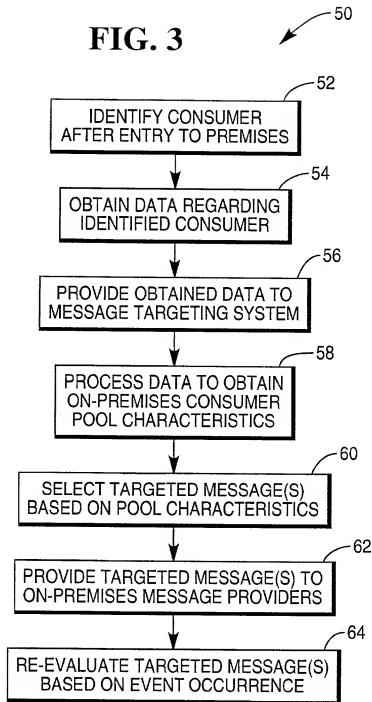 FIG. 3
50
52
IDENTIFY CONSUMER
AFTER ENTRY TO PREMISES
54
OBTAIN DATA REGARDING
IDENTIFIED CONSUMER
56
PROVIDE OBTAINED DATA TO
MESSAGE TARGETING SYSTEM
58
PROCESS DATA TO OBTAIN
ON-PREMISES CONSUMER
POOL CHARACTERISTICS
60
SELECT TARGETED MESSAGE(S)
BASED ON POOL CHARACTERISTICS
62
PROVIDE TARGETED MESSAGE(S) TO
ON-PREMISES MESSAGE PROVIDERS
64
RE-EVALUATE TARGETED MESSAGE(S)
BASED ON EVENT OCCURRENCE